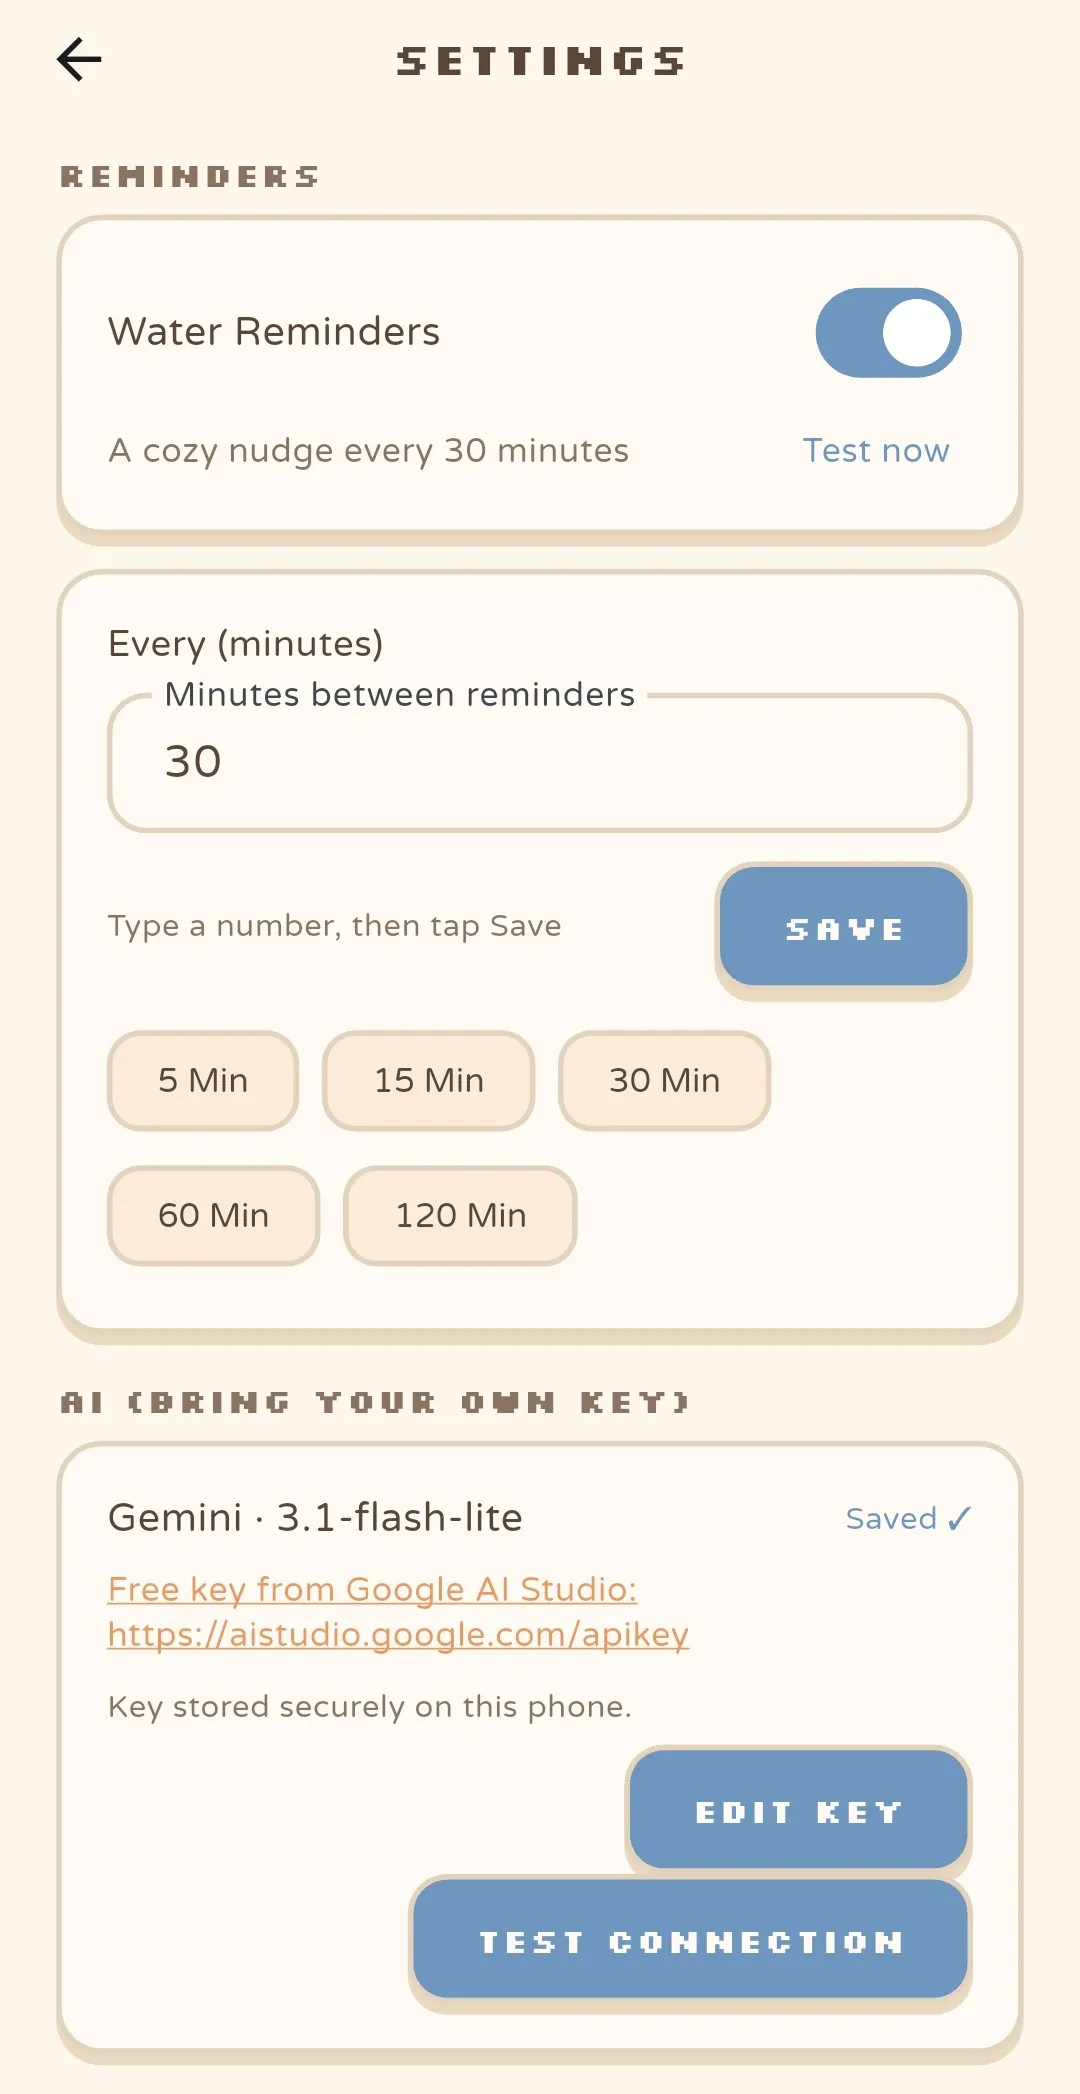 SETTINGS
REMINDERS
Water Reminders
A cozy nudge every 30 minutes
Test now
Every (minutes)
Minutes between reminders
30
Type a number, then tap Save
SAVE
5 Min
15 Min
30 Min
60 Min
120 Min
AI (BRING YOUR OWN KEY)
Gemini · 3.1-flash-lite
Saved ✓
Free key from Google AI Studio:
https://aistudio.google.com/apikey
Key stored securely on this phone.
EDIT KEY
TEST CONNECTION